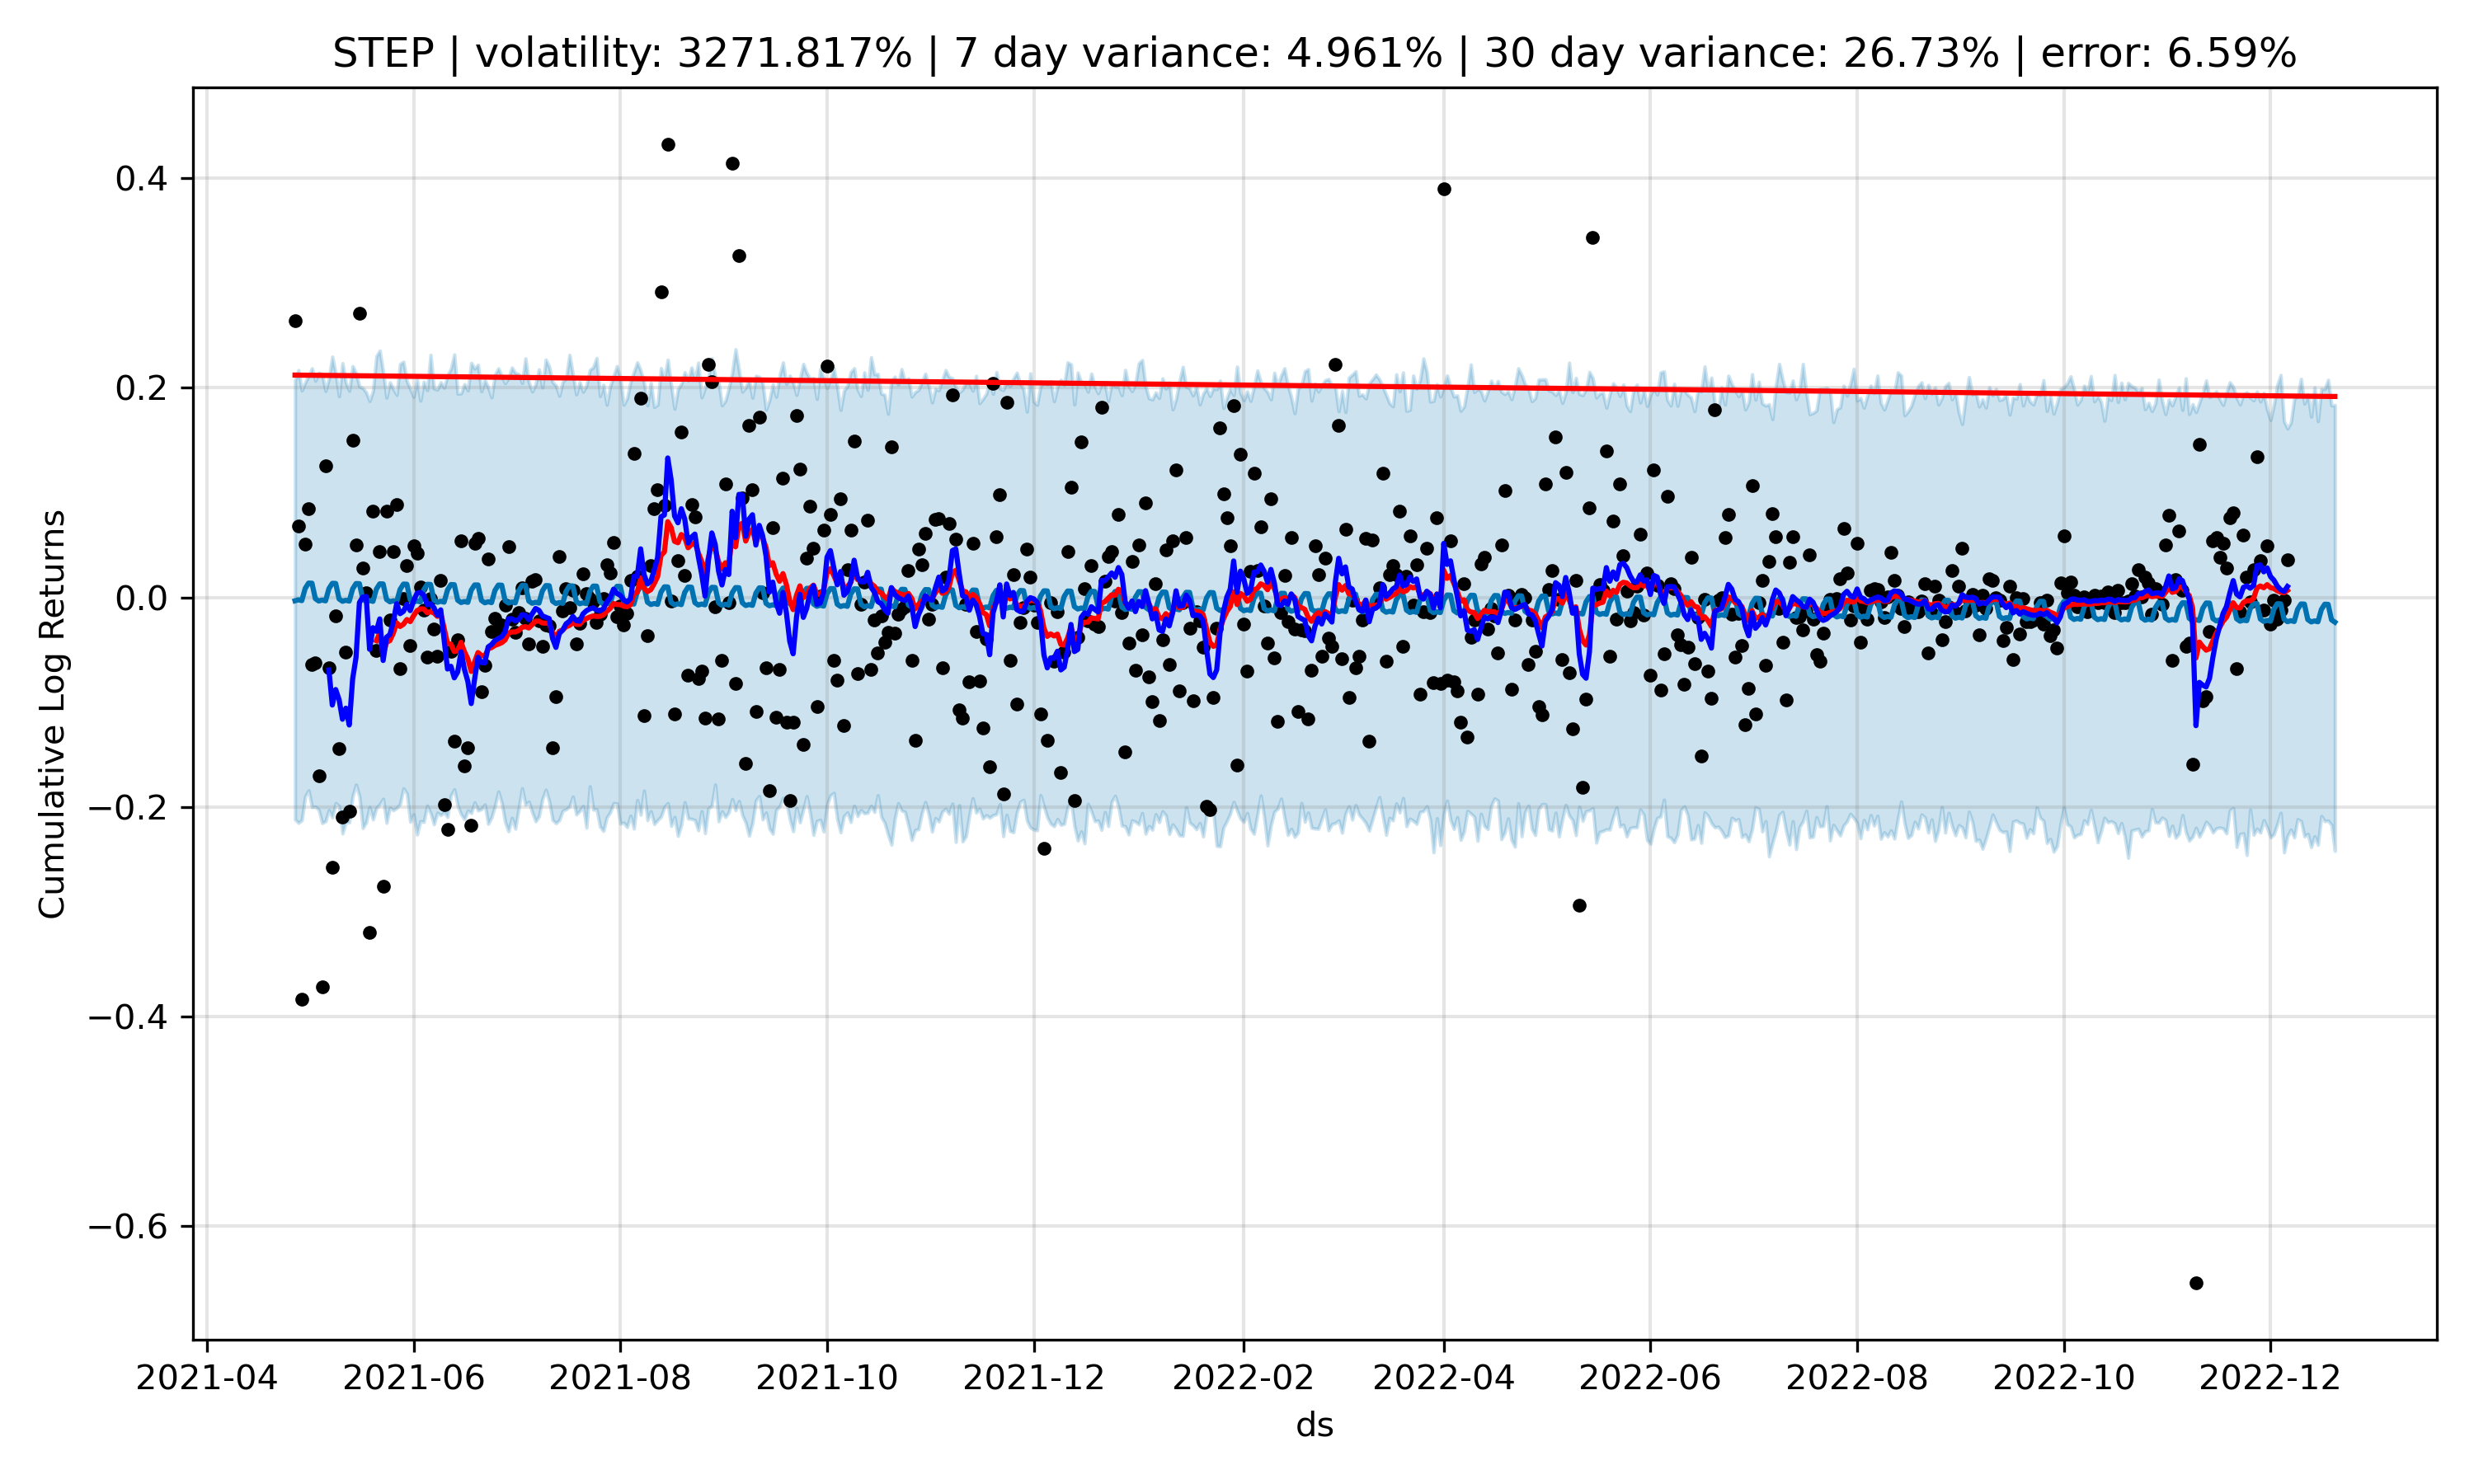 STEP | volatility: 3271.817% | 7 day variance: 4.961% | 30 day variance: 26.73% | error: 6.59%
Cumulative Log Returns
0.4
0.2
0.0
−0.2
−0.4
−0.6
2021-04 2021-06 2021-08 2021-10 2021-12 2022-02 2022-04 2022-06 2022-08 2022-10 2022-12
ds